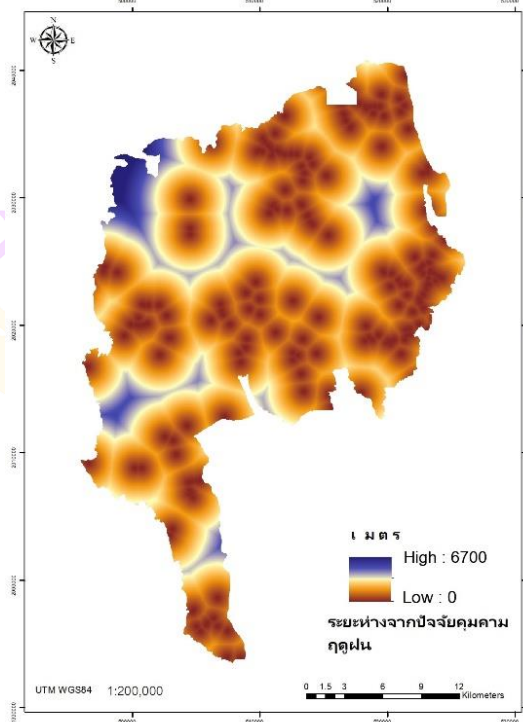 N
W E
S
เ ม ต ร
High : 6700
Low : 0
ระยะห่างจากปัจจัยคุมคาม
ฤดูฝน
UTM WGS84 1:200,000
0 1.5 3 6 9 12
Kilometers